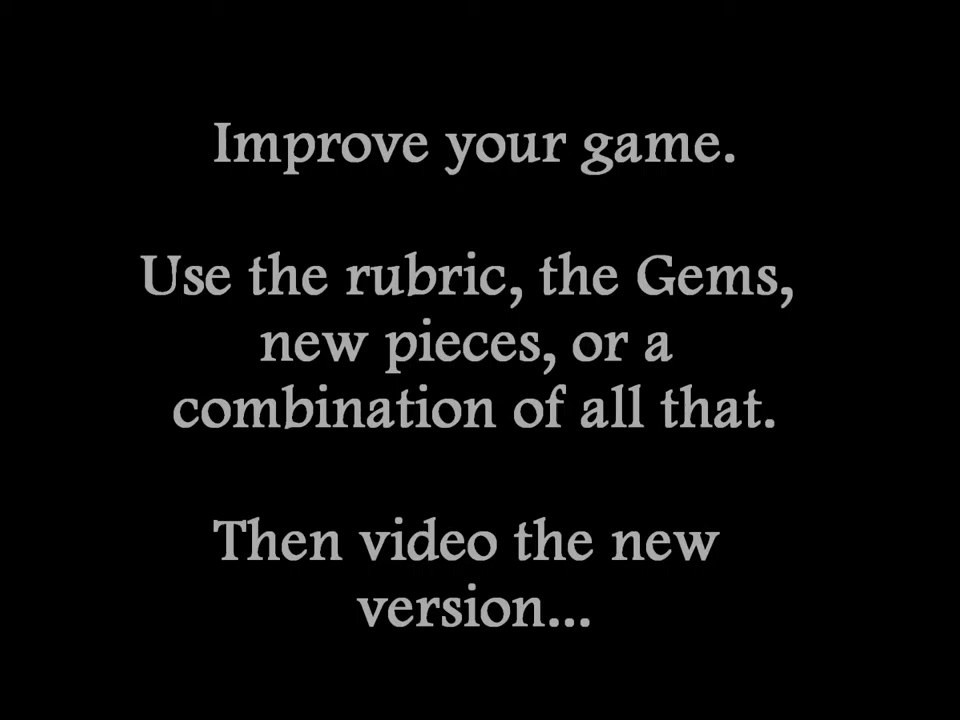 Improve your game.
Use the rubric, the Gems,
new pieces, or a
combination of all that.
Then video the new
version...